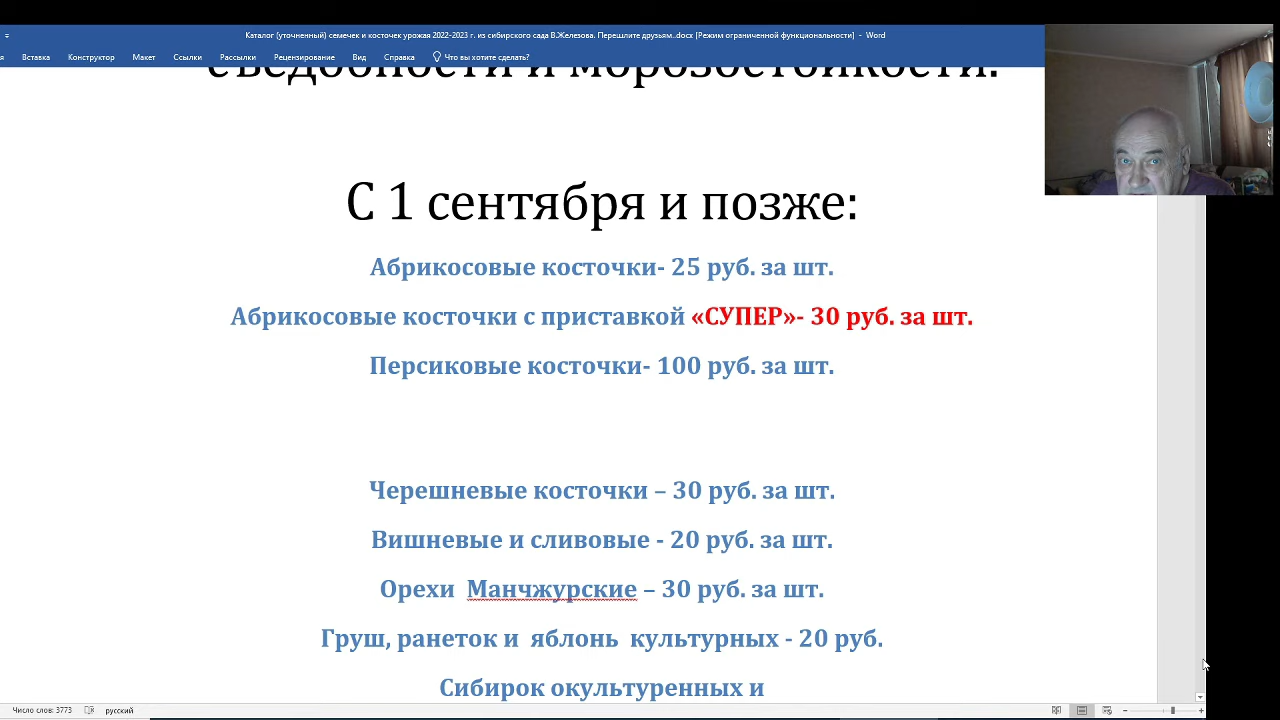 Каталог (уточненный) семечек и косточек урожая 2022-2023 г. из сибирского сада В.Железова. Перешлите друзьям..docx [Режим ограниченной функциональности] - Word
я Вставка Конструктор Макет Ссылки Рассылки Рецензирование Вид Справка Что вы хотите сделать?
съедобности и морозостойкости.
С 1 сентября и позже:
Абрикосовые косточки- 25 руб. за шт.
Абрикосовые косточки с приставкой «СУПЕР»- 30 руб. за шт.
Персиковые косточки- 100 руб. за шт.
Черешневые косточки – 30 руб. за шт.
Вишневые и сливовые - 20 руб. за шт.
Орехи Манчжурские – 30 руб. за шт.
Груш, ранеток и яблонь культурных - 20 руб.
Сибирок окультуренных и
Число слов: 3773 русский